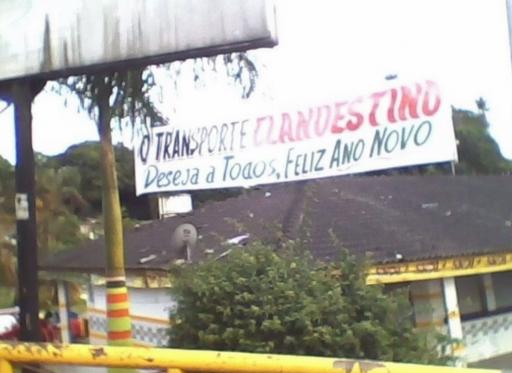 O TRANSPORTE CLANDESTINO
Deseja a Todos, FELIZ ANO NOVO